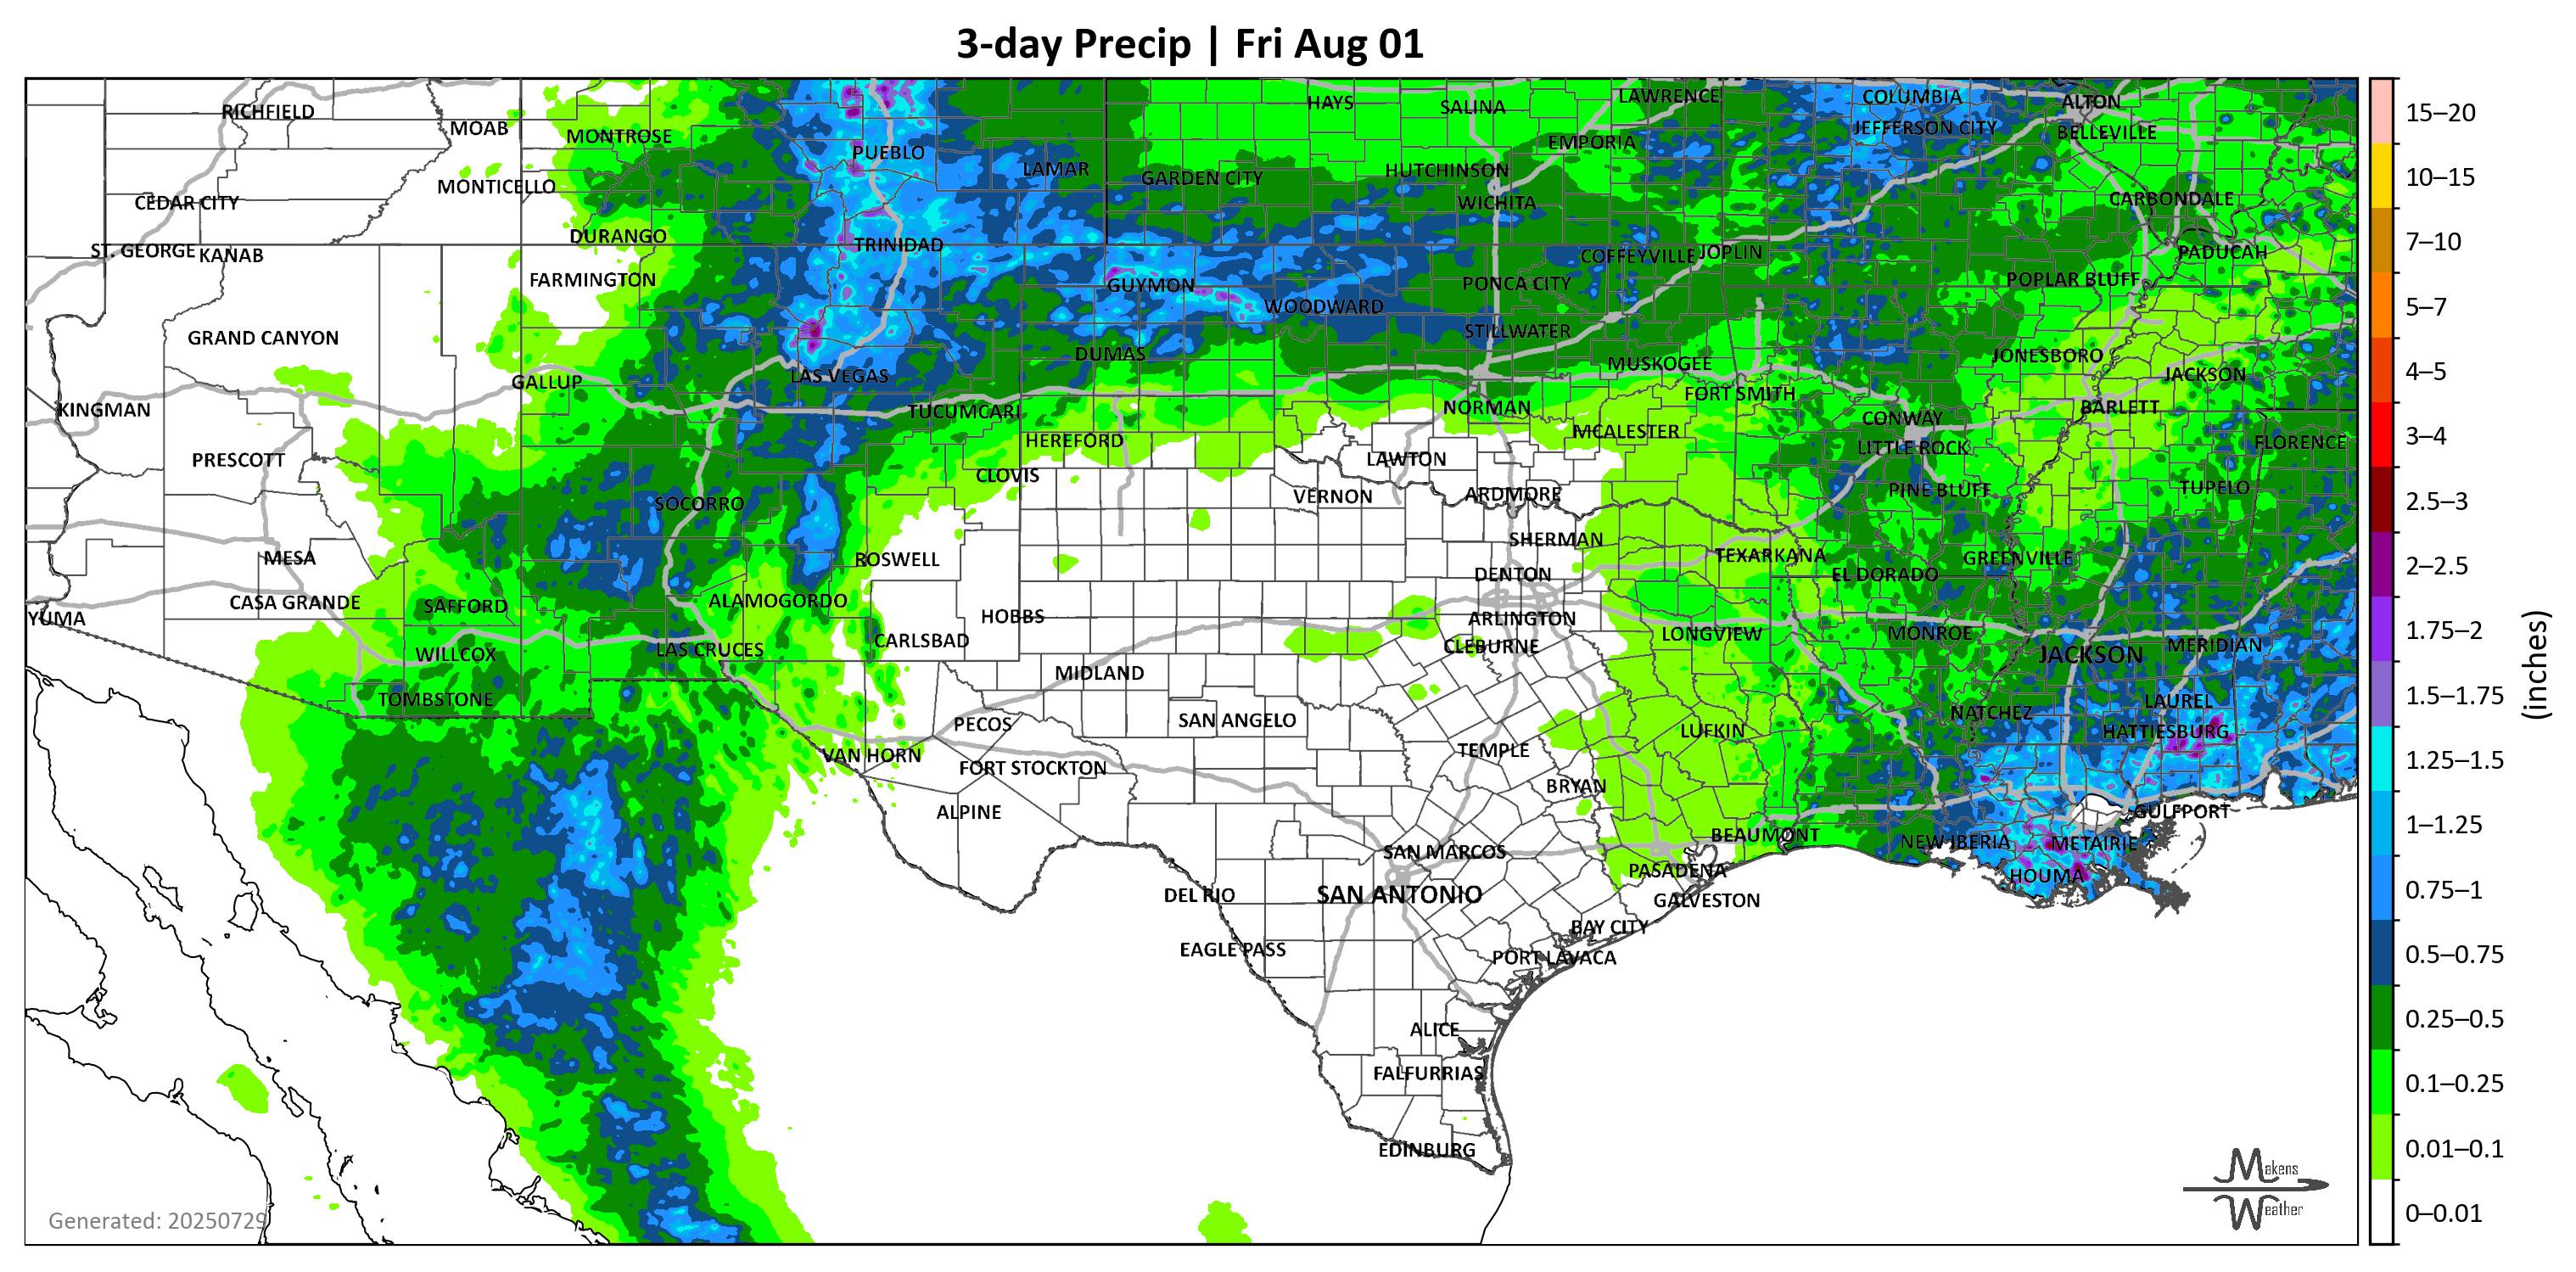 3-day Precip | Fri Aug 01
RICHFIELD
MOAB
MONTROSE
PUEBLO
LAMAR
HAYS
SALINA
LAWRENCE
COLUMBIA
ALTON
EMPORIA
JEFFERSON CITY
BELLEVILLE
MONTICELLO
GARDEN CITY
HUTCHINSON
CEDAR CITY
WICHITA
CARBONDALE
DURANGO
TRINIDAD
ST. GEORGE
KANAB
COFFEYVILLE
JOPLIN
PADUCAH
FARMINGTON
GUYMON
PONCA CITY
POPLAR BLUFF
WOODWARD
GRAND CANYON
STILLWATER
DUMAS
MUSKOGEE
JONESBORO
LAS VEGAS
GALLUP
FORT SMITH
JACKSON
KINGMAN
TUCUMCARI
NORMAN
CONWAY
BARLETT
HEREFORD
MCALESTER
LITTLE ROCK
FLORENCE
PRESCOTT
CLOVIS
LAWTON
SOCORRO
VERNON
ARDMORE
PINE BLUFF
TUPELO
MESA
ROSWELL
SHERMAN
TEXARKANA
GREENVILLE
DENTON
EL DORADO
CASA GRANDE
SAFFORD
ALAMOGORDO
YUMA
HOBBS
ARLINGTON
WILLCOX
LAS CRUCES
CARLSBAD
CLEBURNE
LONGVIEW
MONROE
JACKSON
MERIDIAN
MIDLAND
TOMBSTONE
PECOS
SAN ANGELO
NATCHEZ
LAUREL
LUFKIN
HATTIESBURG
VAN HORN
FORT STOCKTON
TEMPLE
BRYAN
ALPINE
GULFPORT
BEAUMONT
SAN MARCOS
NEW IBERIA
METAIRIE
PASADENA
HOUMA
DEL RIO
SAN ANTONIO
GALVESTON
BAY CITY
EAGLE PASS
PORT LAVACA
ALICE
FALFURRIAS
EDINBURG
Generated: 20250729
Makens
Weather
15–20
10–15
7–10
5–7
4–5
3–4
2.5–3
2–2.5
1.75–2
1.5–1.75
1.25–1.5
1–1.25
0.75–1
0.5–0.75
0.25–0.5
0.1–0.25
0.01–0.1
0–0.01
(inches)